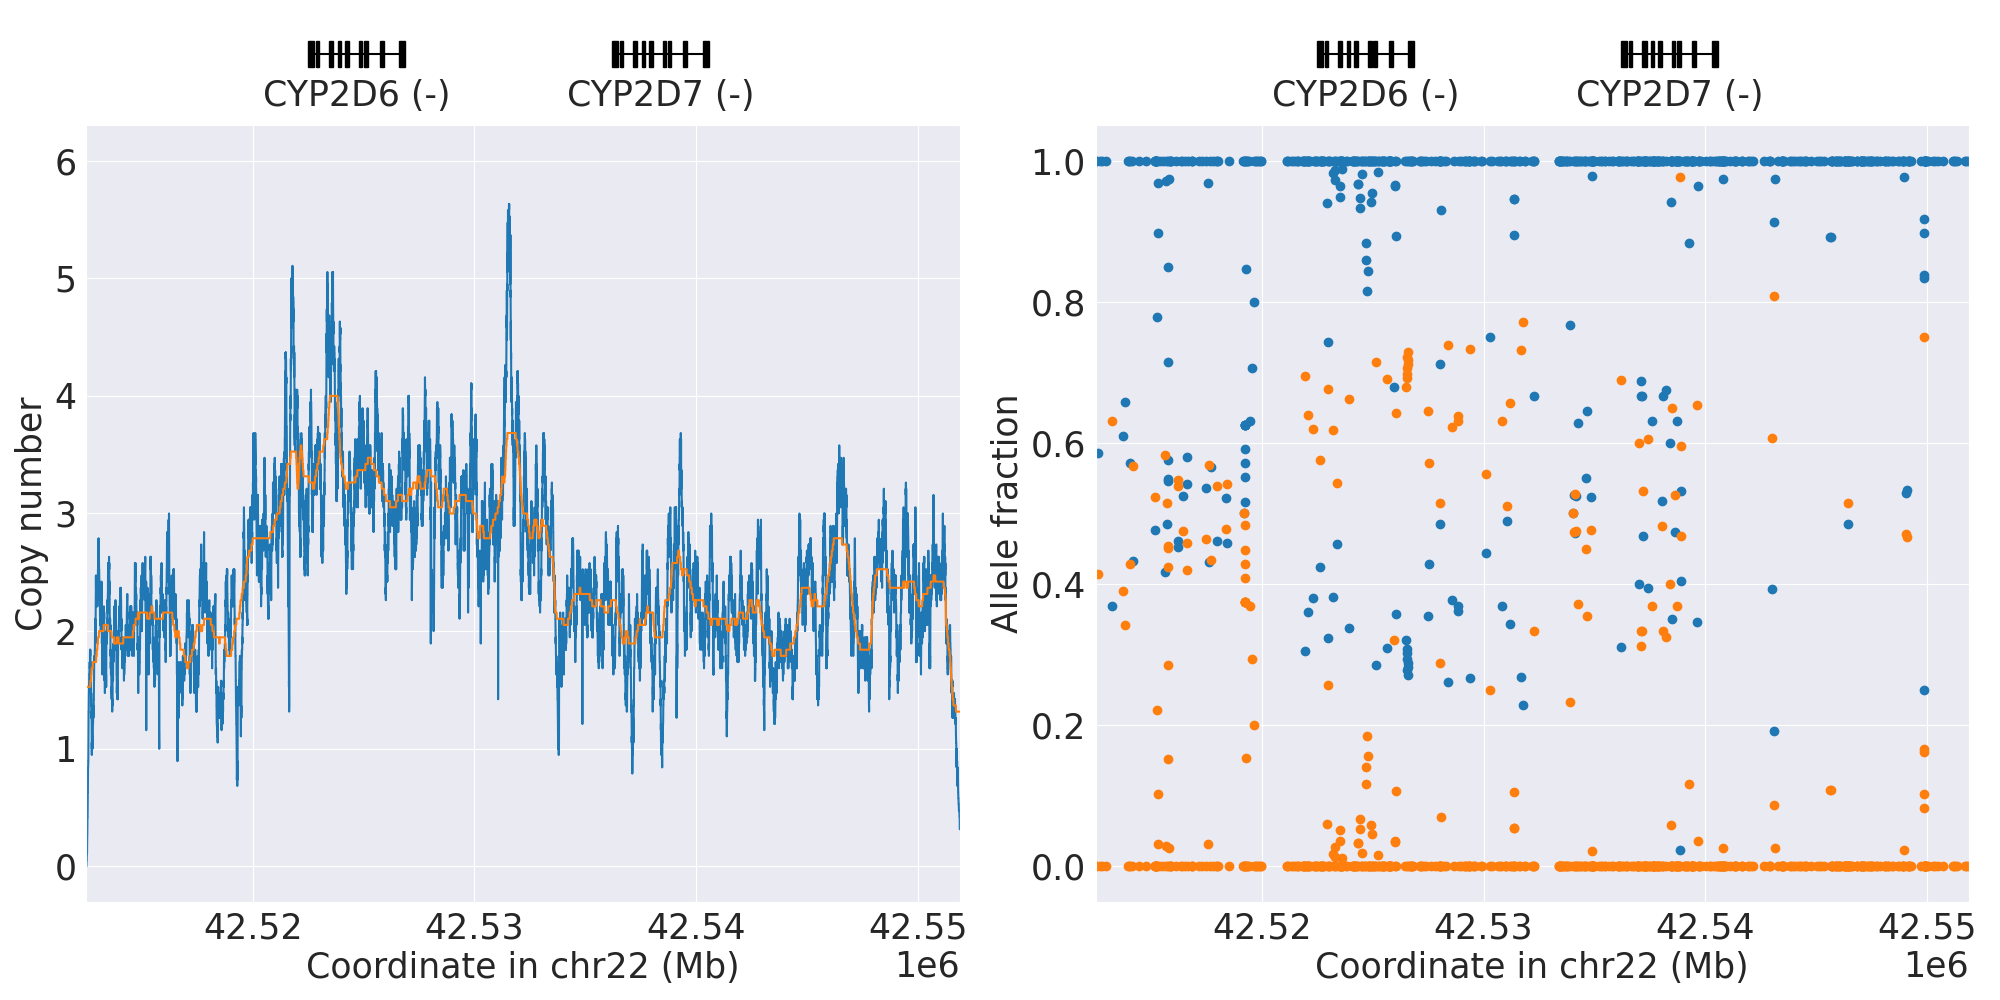 CYP2D6 (-) CYP2D7 (-)
6
5
4
3
2
1
0
Copy number
42.52 42.53 42.54 42.55
Coordinate in chr22 (Mb) 1e6
CYP2D6 (-) CYP2D7 (-)
1.0
0.8
0.6
0.4
0.2
0.0
Allele fraction
42.52 42.53 42.54 42.55
Coordinate in chr22 (Mb) 1e6